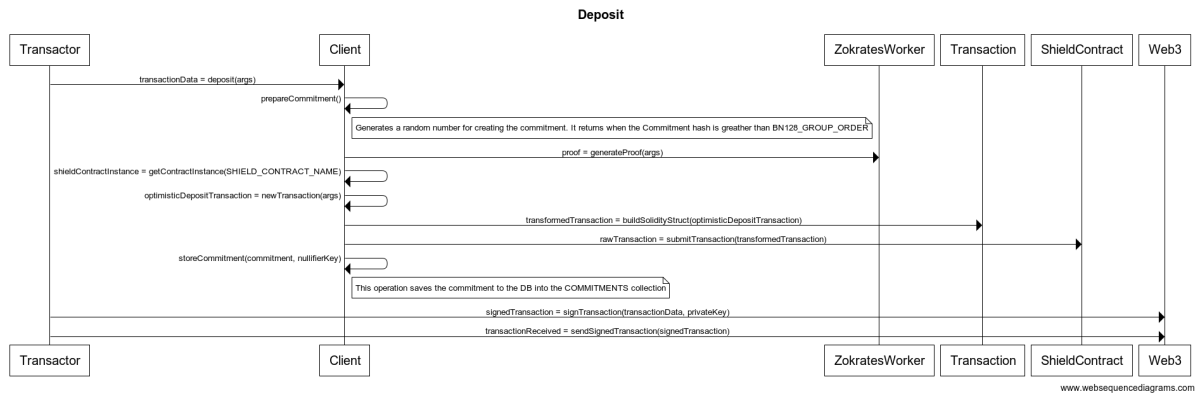 Deposit
Transactor Client ZokratesWorker Transaction ShieldContract Web3
transactionData = deposit(args)
prepareCommitment()
Generates a random number for creating the commitment. It returns when the Commitment hash is greather than BN128_GROUP_ORDER
proof = generateProof(args)
shieldContractInstance = getContractInstance(SHIELD_CONTRACT_NAME)
optimisticDepositTransaction = newTransaction(args)
transformedTransaction = buildSolidityStruct(optimisticDepositTransaction)
rawTransaction = submitTransaction(transformedTransaction)
storeCommitment(commitment, nullifierKey)
This operation saves the commitment to the DB into the COMMITMENTS collection
signedTransaction = signTransaction(transactionData, privateKey)
transactionReceived = sendSignedTransaction(signedTransaction)
Transactor Client ZokratesWorker Transaction ShieldContract Web3
www.websequencediagrams.com